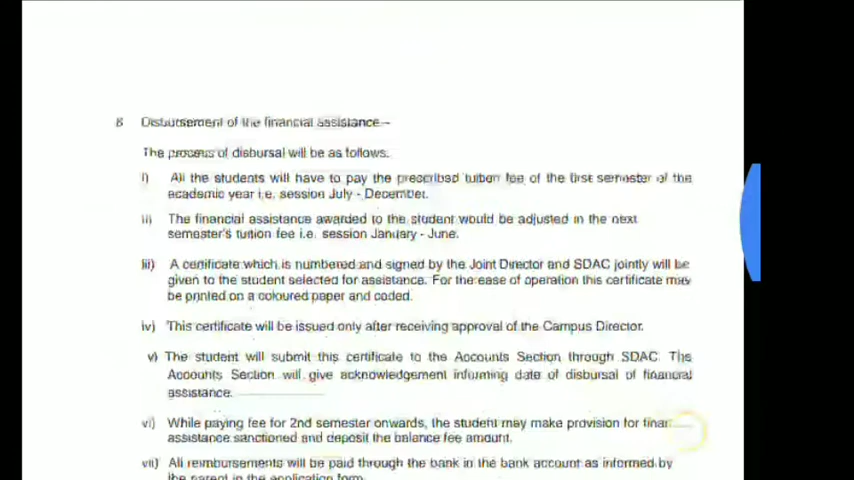 8 Disbursement of the financial assistance –
The process of disbursal will be as follows.
i) All the students will have to pay the prescribed tuition fee of the first semester of the
academic year i.e. session July - December.
ii) The financial assistance awarded to the student would be adjusted in the next
semester's tuition fee i.e. session January - June.
iii) A certificate which is numbered and signed by the Joint Director and SDAC jointly will be
given to the student selected for assistance. For the ease of operation this certificate may
be printed on a coloured paper and coded.
iv) This certificate will be issued only after receiving approval of the Campus Director.
v) The student will submit this certificate to the Accounts Section through SDAC. The
Accounts Section will give acknowledgement informing date of disbursal of financial
assistance.
vi) While paying fee for 2nd semester onwards, the student may make provision for
assistance sanctioned and deposit the balance fee amount.
vii) All reimbursements will be paid through the bank in the bank account as informed by
the parent in the application form.